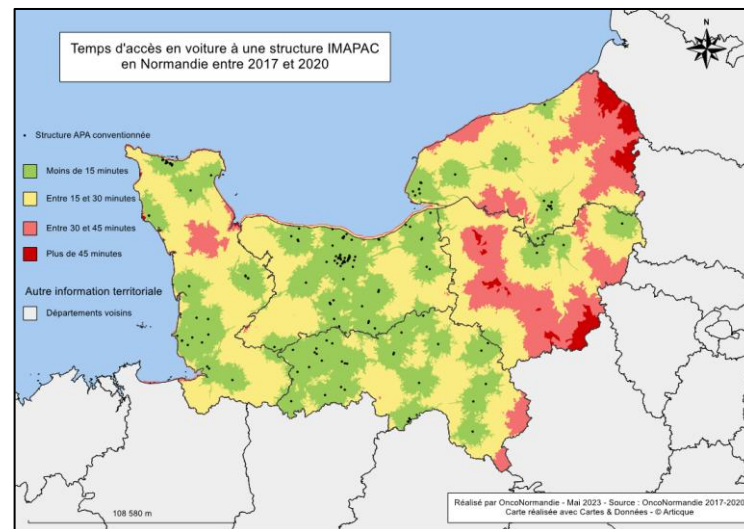 Temps d'accès en voiture à une structure IMAPAC
en Normandie entre 2017 et 2020
N
Structure APA conventionnée
Moins de 15 minutes
Entre 15 et 30 minutes
Entre 30 et 45 minutes
Plus de 45 minutes
Autre information territoriale
Départements voisins
108 580 m
Réalisé par OncoNormandie - Mai 2023 - Source : OncoNormandie 2017-2020
Carte réalisée avec Cartes & Données - © Articque